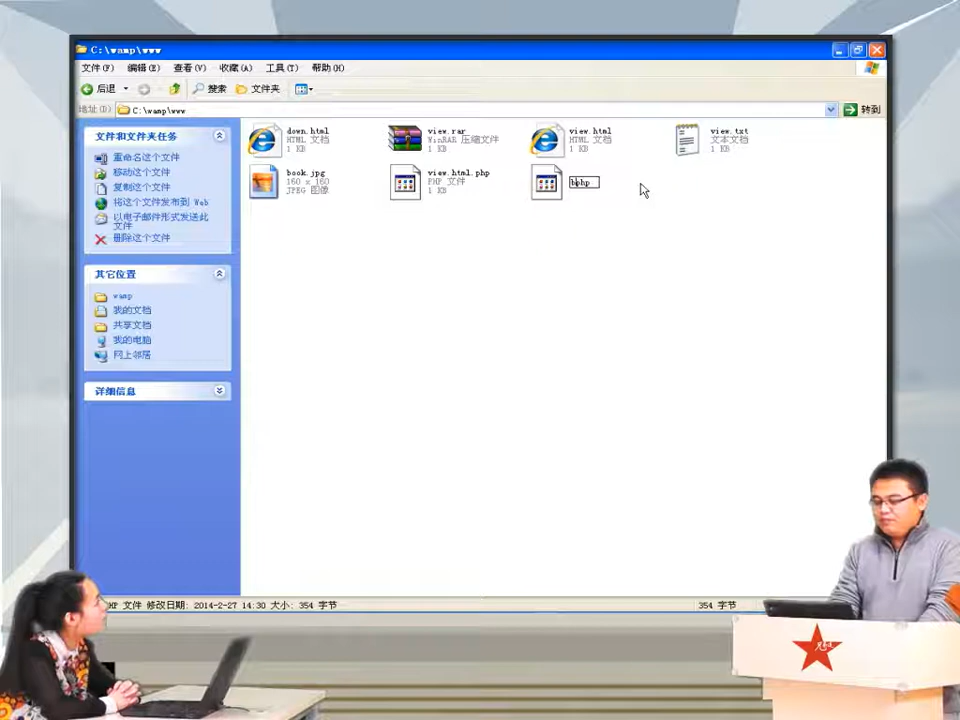 C:\wamp\www
文件(F) 编辑(E) 查看(V) 收藏(A) 工具(T) 帮助(H)
后退 搜索 文件夹
地址(D) C:\wamp\www 转到
文件和文件夹任务
重命名这个文件
移动这个文件
复制这个文件
将这个文件发布到 Web
以电子邮件形式发送此
文件
删除这个文件
其它位置
wamp
我的文档
共享文档
我的电脑
网上邻居
详细信息
down.html
HTML 文档
1 KB
view.rar
WinRAR 压缩文件
1 KB
view.html
HTML 文档
1 KB
view.txt
文本文档
1 KB
book.jpg
160 x 160
JPEG 图像
view.html.php
PHP 文件
1 KB
HP 文件 修改日期: 2014-2-27 14:30 大小: 354 字节
354 字节